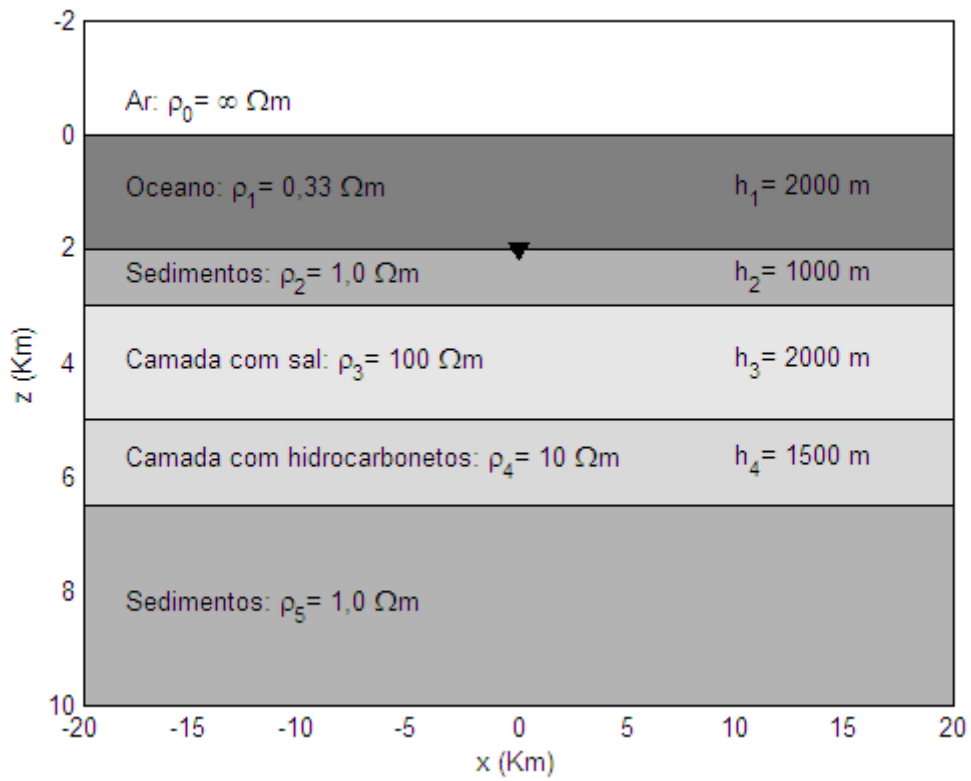 -2
Ar: ρ0= ∞ Ωm
0
Oceano: ρ1= 0,33 Ωm h1= 2000 m
2
Sedimentos: ρ2= 1,0 Ωm h2= 1000 m
z (Km)
4
Camada com sal: ρ3= 100 Ωm h3= 2000 m
Camada com hidrocarbonetos: ρ4= 10 Ωm h4= 1500 m
6
8
Sedimentos: ρ5= 1,0 Ωm
10
-20 -15 -10 -5 0 5 10 15 20
x (Km)